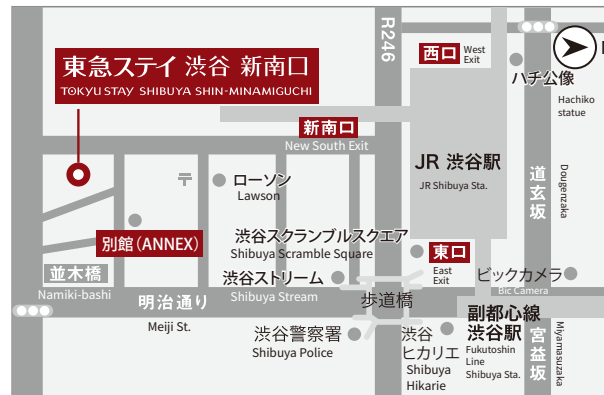 東急ステイ 渋谷 新南口
TOKYU STAY SHIBUYA SHIN-MINAMIGUCHI
R246
西口
West
Exit
ハチ公像
Hachiko
statue
新南口
New South Exit
JR 渋谷駅
JR Shibuya Sta.
道玄坂
Dougenzaka
〒
ローソン
Lawson
別館（ANNEX）
渋谷スクランブルスクエア
Shibuya Scramble Square
東口
East
Exit
並木橋
Namiki-bashi
渋谷ストリーム
Shibuya Stream
ビックカメラ
Bic Camera
明治通り
Meiji St.
歩道橋
渋谷警察署
Shibuya Police
渋谷
ヒカリエ
Shibuya
Hikarie
副都心線
渋谷駅
Fukutoshin
Line
Shibuya Sta.
宮益坂
Miyamasuzaka